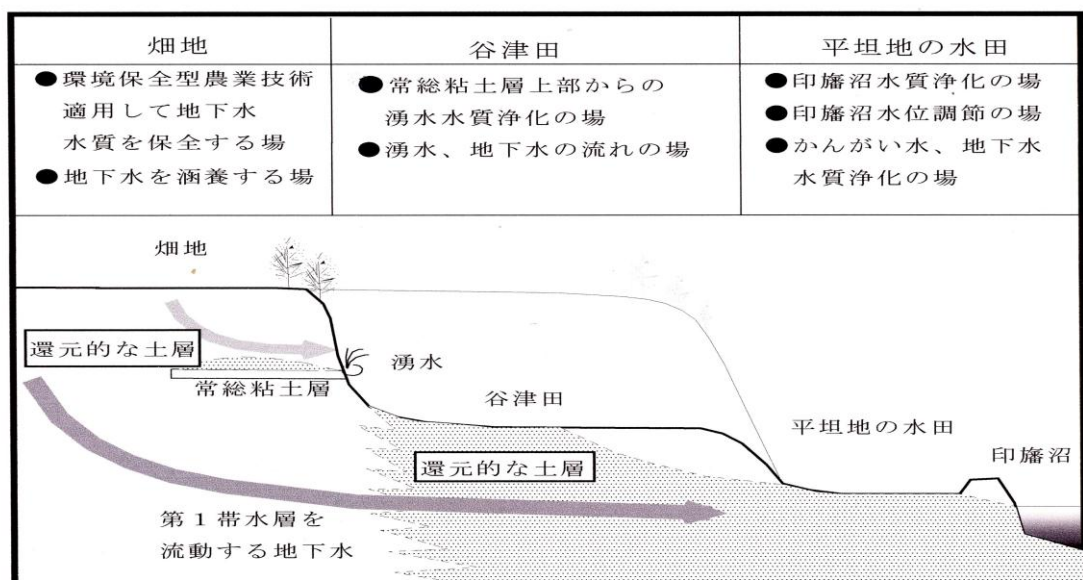 畑地
●環境保全型農業技術
適用して地下水
水質を保全する場
●地下水を涵養する場
谷津田
●常総粘土層上部からの
湧水水質浄化の場
●湧水、地下水の流れの場
平坦地の水田
●印旛沼水質浄化の場
●印旛沼水位調節の場
●かんがい水、地下水
水質浄化の場
畑地
還元的な土層
湧水
常総粘土層
谷津田
平坦地の水田
印旛沼
還元的な土層
第1帯水層を
流動する地下水